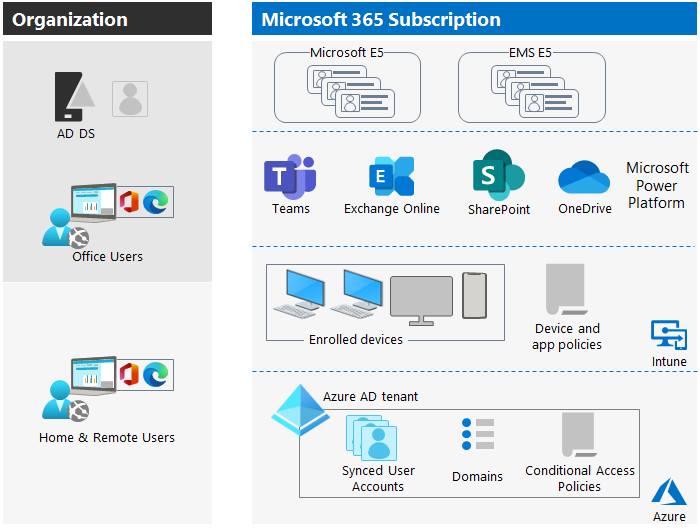 Organization
AD DS
Office Users
Home & Remote Users
Microsoft 365 Subscription
Microsoft E5
EMS E5
Teams
Exchange Online
SharePoint
OneDrive
Microsoft
Power
Platform
Enrolled devices
Device and
app policies
Intune
Azure AD tenant
Synced User
Accounts
Domains
Conditional Access
Policies
Azure